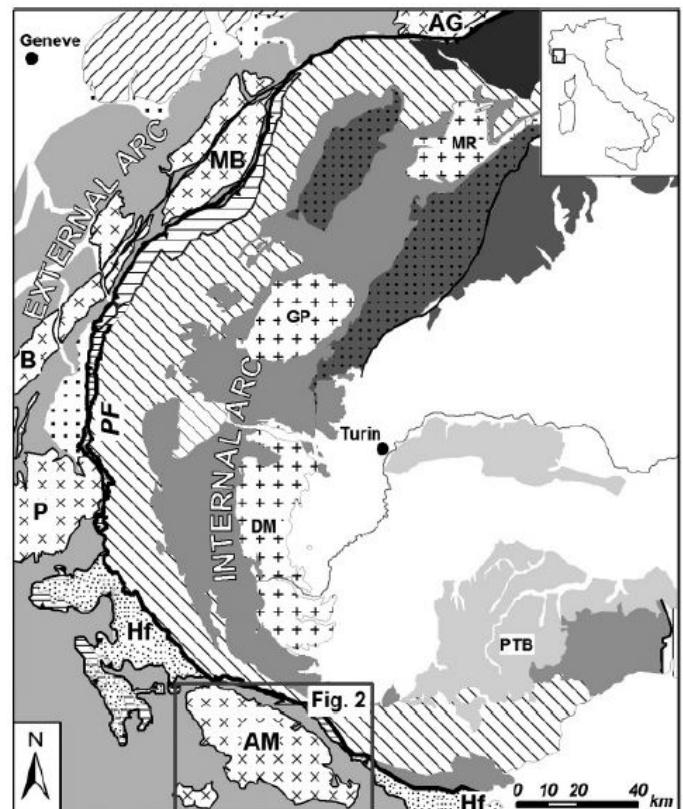 AG
Geneve
MR
MB
EXTERNAL ARC
GP
B
PF
INTERNAL ARC
Turin
P
DM
Hf
PTB
Fig. 2
AM
N
Hf
0 10 20 40
km